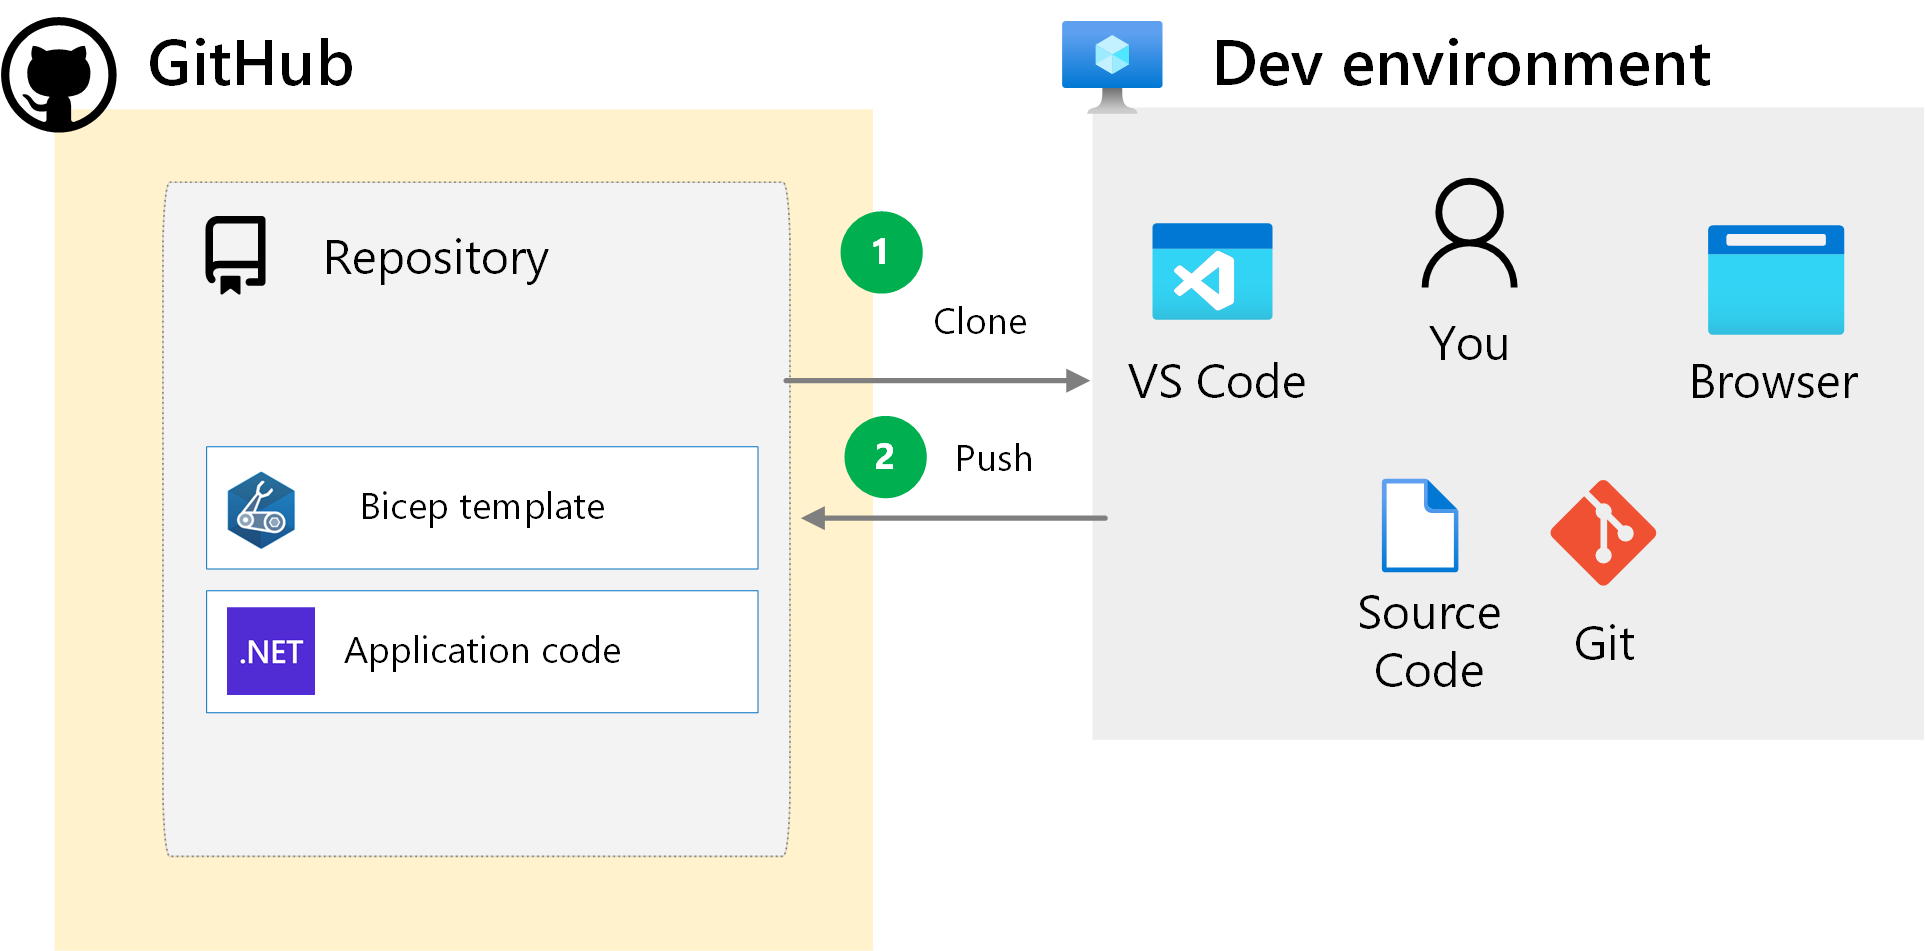 GitHub
Dev environment
Repository
1
Clone
2
Push
Bicep template
.NET
Application code
VS Code
You
Browser
Source
Code
Git